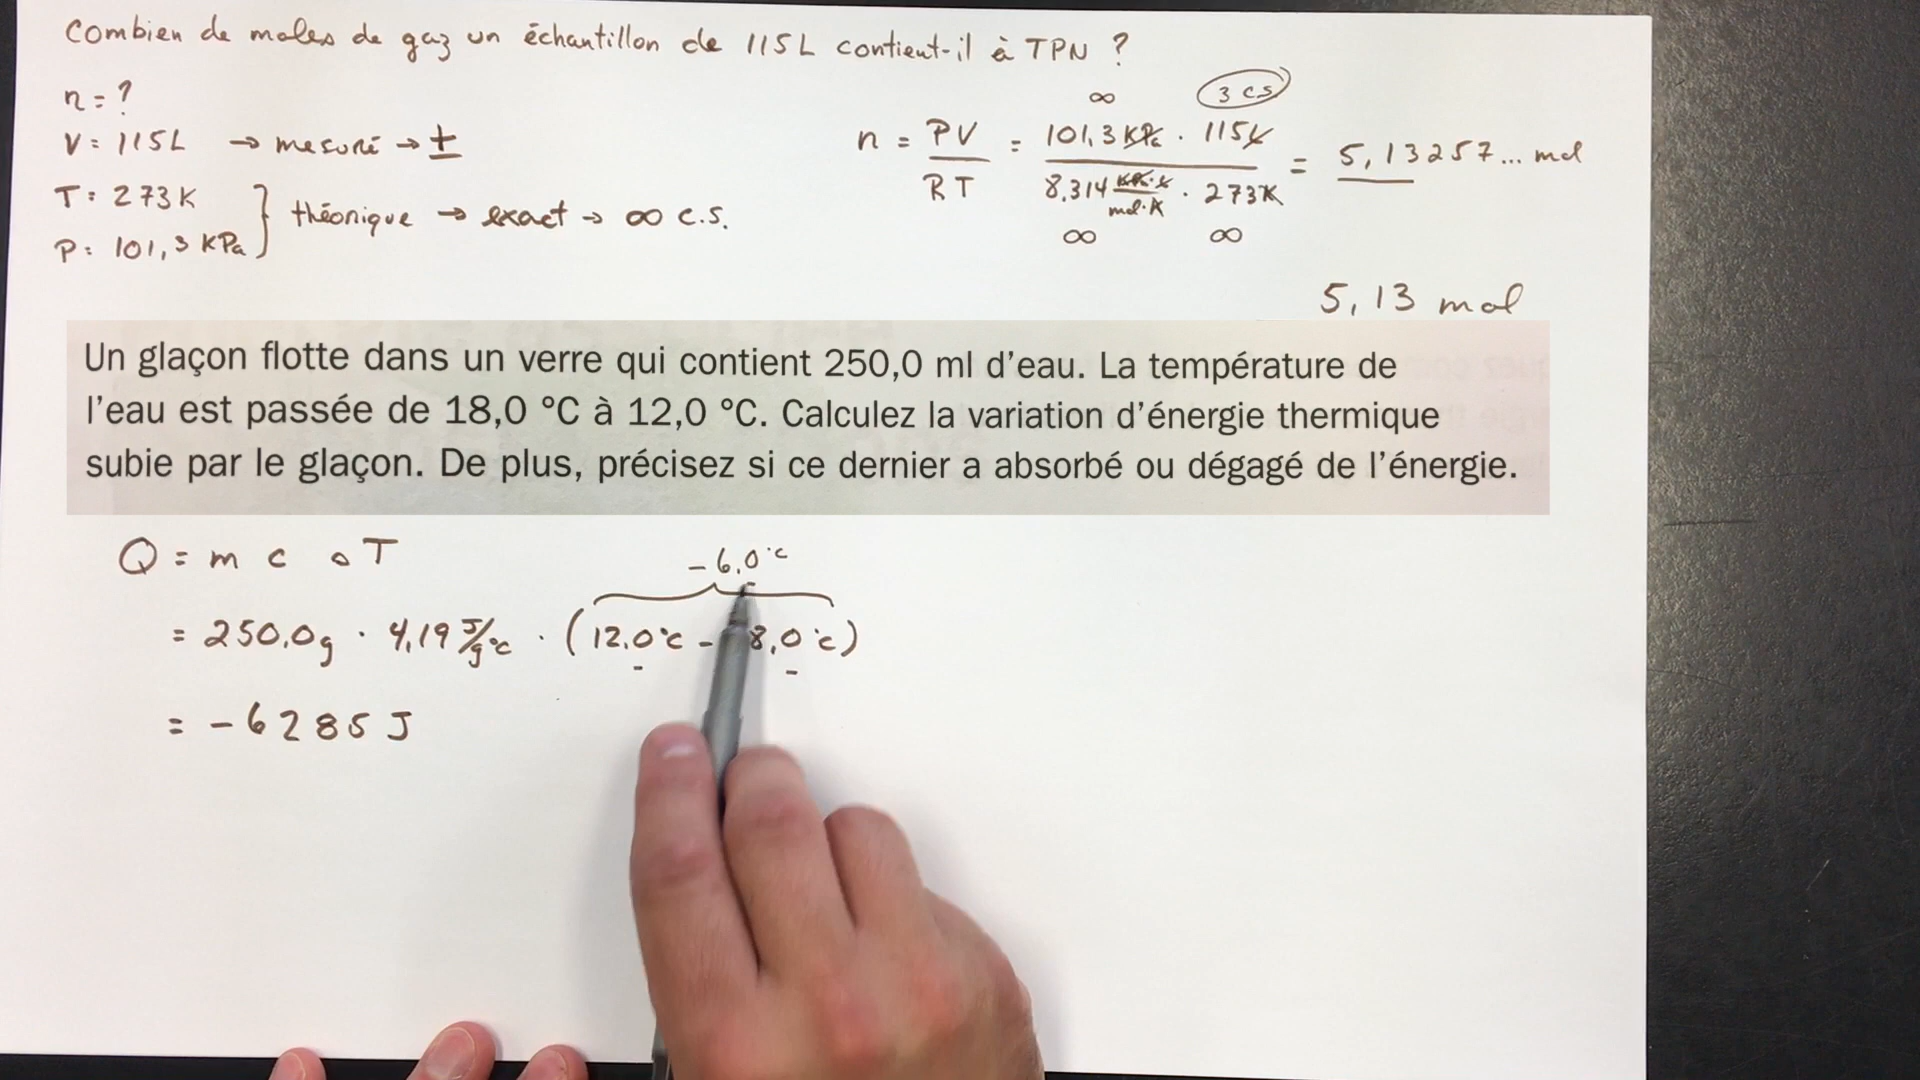 Combien de moles de gaz un échantillon de 115L contient-il à TPN ?
n = ?
V = 115L → mesuré → ±
T: 273K
P: 101,3 KPa
} théorique → exact → ∞ c.s.
∞ 3 cs
n = PV / RT = 101,3 KPa · 115L / 8,314 KPa·L/mol·K · 273K = 5,13257... mol
∞ ∞
5,13 mol
Un glaçon flotte dans un verre qui contient 250,0 ml d'eau. La température de
l'eau est passée de 18,0 °C à 12,0 °C. Calculez la variation d'énergie thermique
subie par le glaçon. De plus, précisez si ce dernier a absorbé ou dégagé de l'énergie.
Q = m c ΔT
-6,0°C
= 250,0g · 4,19 J/g°C · (12,0°C - 8,0°C)
= -6285 J